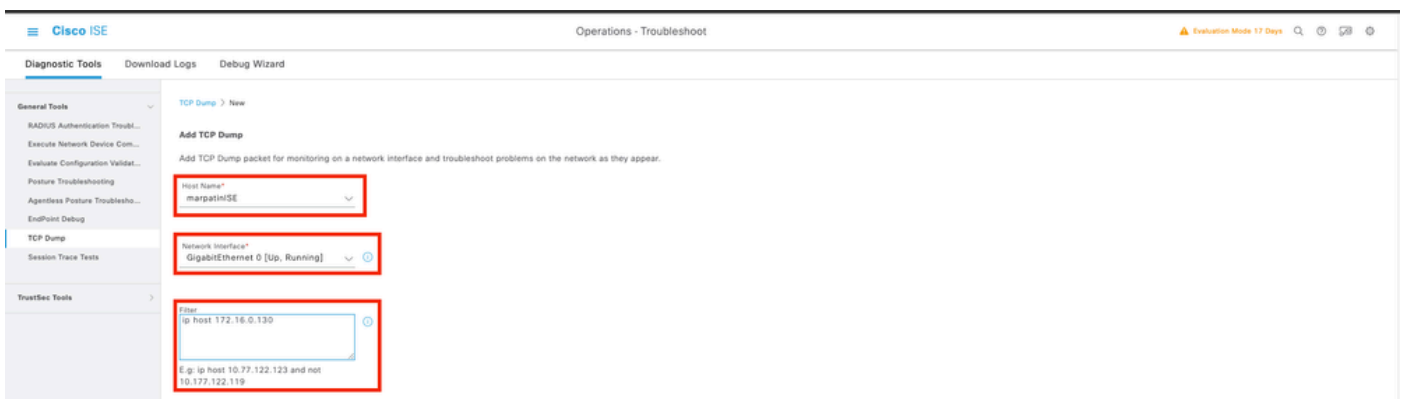 Cisco ISE
Operations - Troubleshoot
Evaluation Mode 17 Days
Diagnostic Tools
Download Logs
Debug Wizard
General Tools
RADIUS Authentication Troubl...
Execute Network Device Com...
Evaluate Configuration Validat...
Posture Troubleshooting
Agentless Posture Troublesho...
EndPoint Debug
TCP Dump
Session Trace Tests
TrustSec Tools
TCP Dump > New
Add TCP Dump
Add TCP Dump packet for monitoring on a network interface and troubleshoot problems on the network as they appear.
Host Name*
marpatinISE
Network Interface*
GigabitEthernet 0 [Up, Running]
Filter
ip host 172.16.0.130
E.g: ip host 10.77.122.123 and not
10.177.122.119